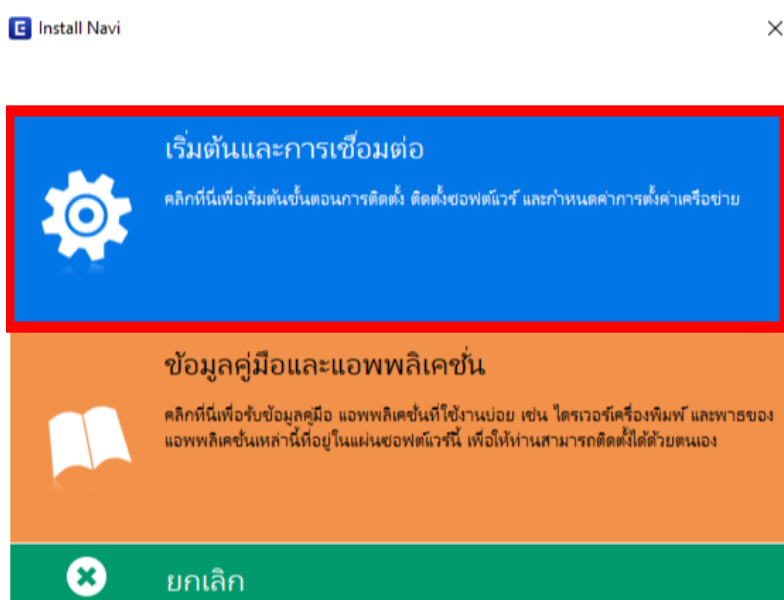 E Install Navi
เริ่มต้นและการเชื่อมต่อ
คลิกที่นี่เพื่อเริ่มต้นขั้นตอนการติดตั้ง ติดตั้งซอฟต์แวร์ และกำหนดค่าการตั้งค่าเครือข่าย
ข้อมูลคู่มือและแอพพลิเคชั่น
คลิกที่นี่เพื่อรับข้อมูลคู่มือ แอพพลิเคชั่นที่ใช้งานบ่อย เช่น ไดรเวอร์เครื่องพิมพ์ และพาธของ
แอพพลิเคชั่นเหล่านี้ที่อยู่ในแผ่นซอฟต์แวร์นี้ เพื่อให้ท่านสามารถติดตั้งได้ด้วยตนเอง
ยกเลิก